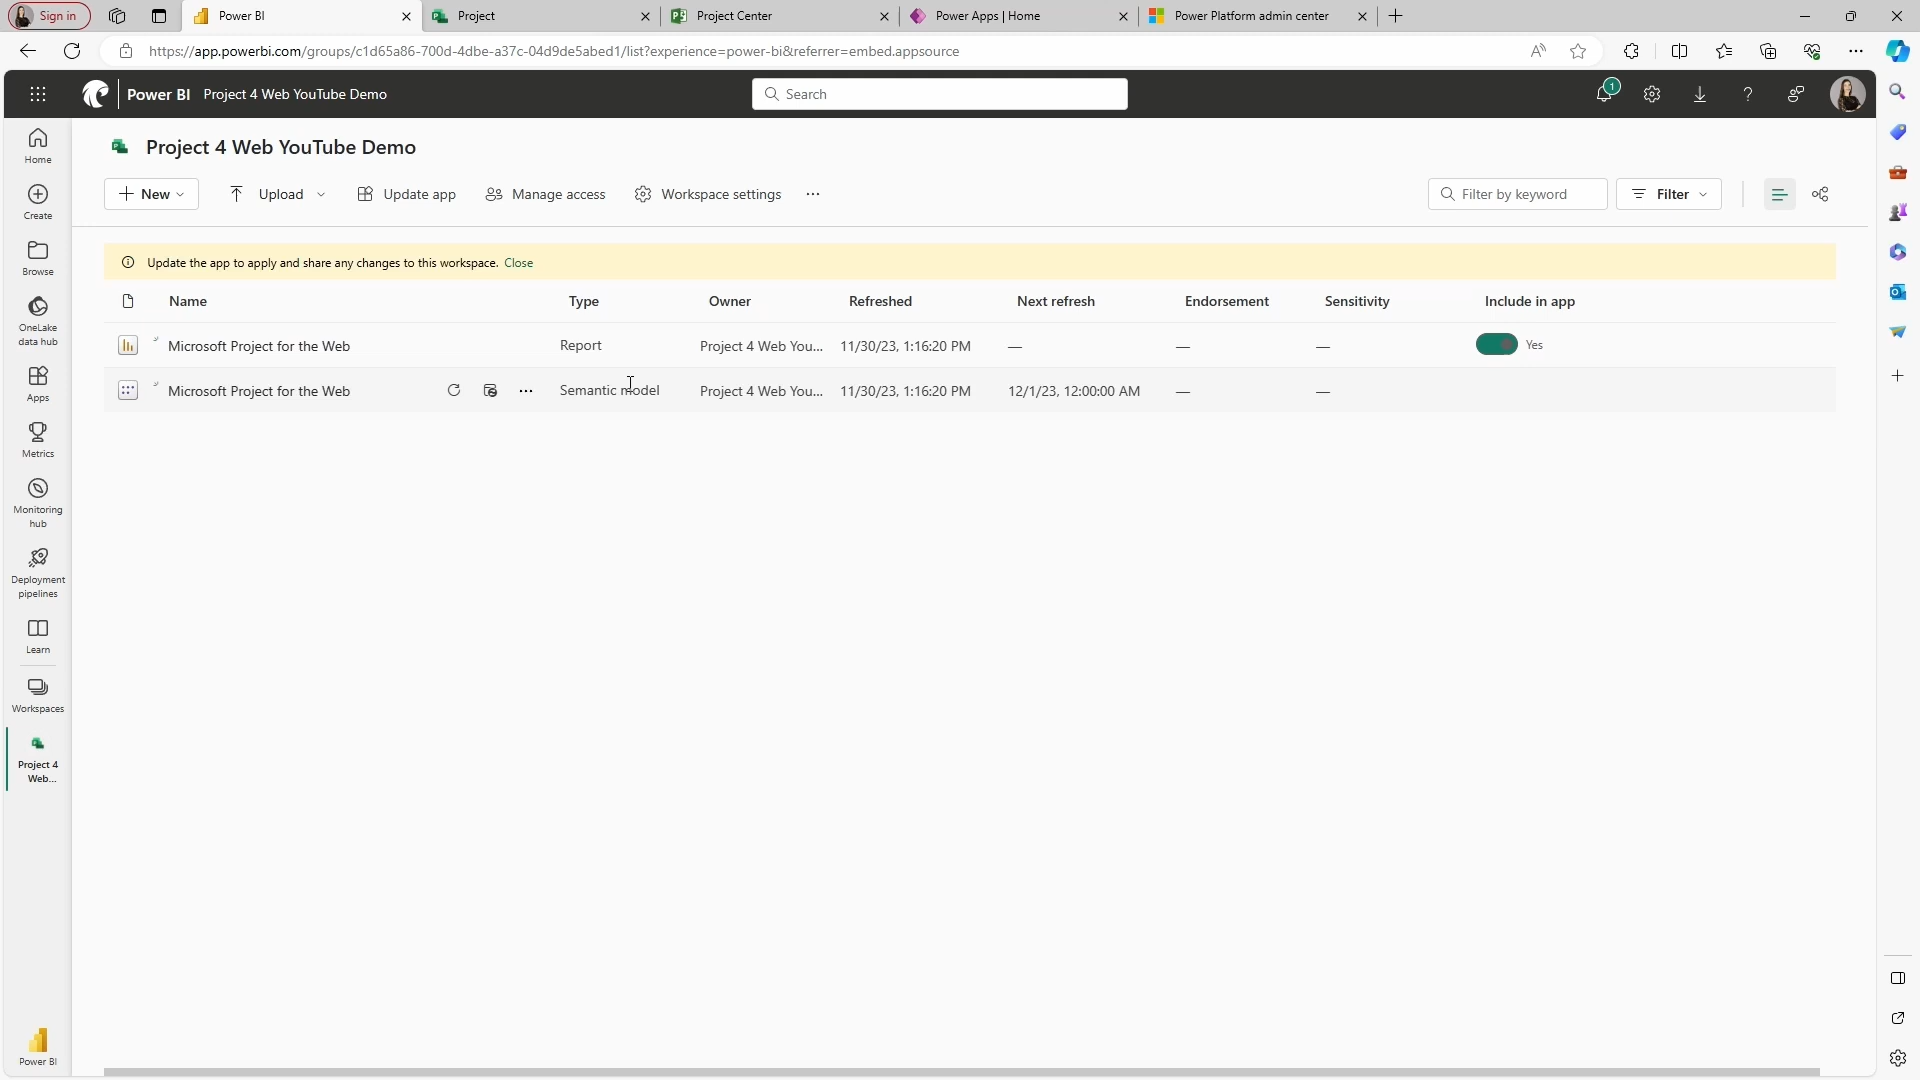 Sign in
Power BI
Project
Project Center
Power Apps | Home
Power Platform admin center
https://app.powerbi.com/groups/c1d65a86-700d-4dbe-a37c-04d9de5abed1/list?experience=power-bi&referrer=embed.appsource
Power BI Project 4 Web YouTube Demo
Search
1
Home
Create
Browse
OneLake
data hub
Apps
Metrics
Monitoring
hub
Deployment
pipelines
Learn
Workspaces
Project 4
Web...
Power BI
Project 4 Web YouTube Demo
New Upload Update app Manage access Workspace settings ...
Filter by keyword Filter
Update the app to apply and share any changes to this workspace. Close
Name Type Owner Refreshed Next refresh Endorsement Sensitivity Include in app
Microsoft Project for the Web Report Project 4 Web You... 11/30/23, 1:16:20 PM — — — Yes
Microsoft Project for the Web Semantic model Project 4 Web You... 11/30/23, 1:16:20 PM 12/1/23, 12:00:00 AM — —